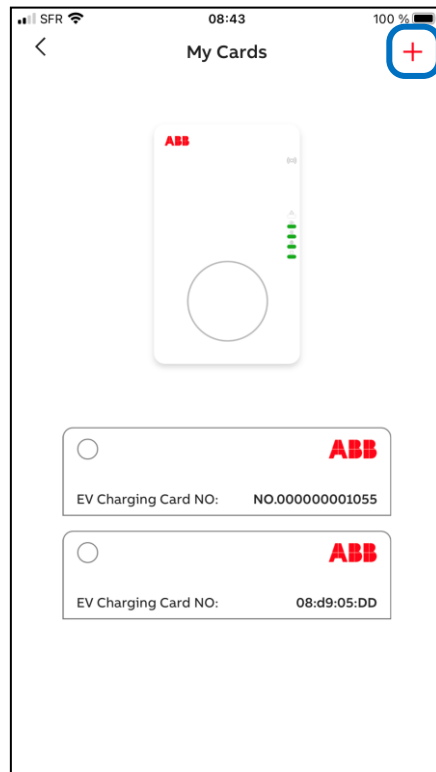 SFR 08:43 100 %
My Cards
ABB
ABB
EV Charging Card NO: NO.000000001055
ABB
EV Charging Card NO: 08:d9:05:DD